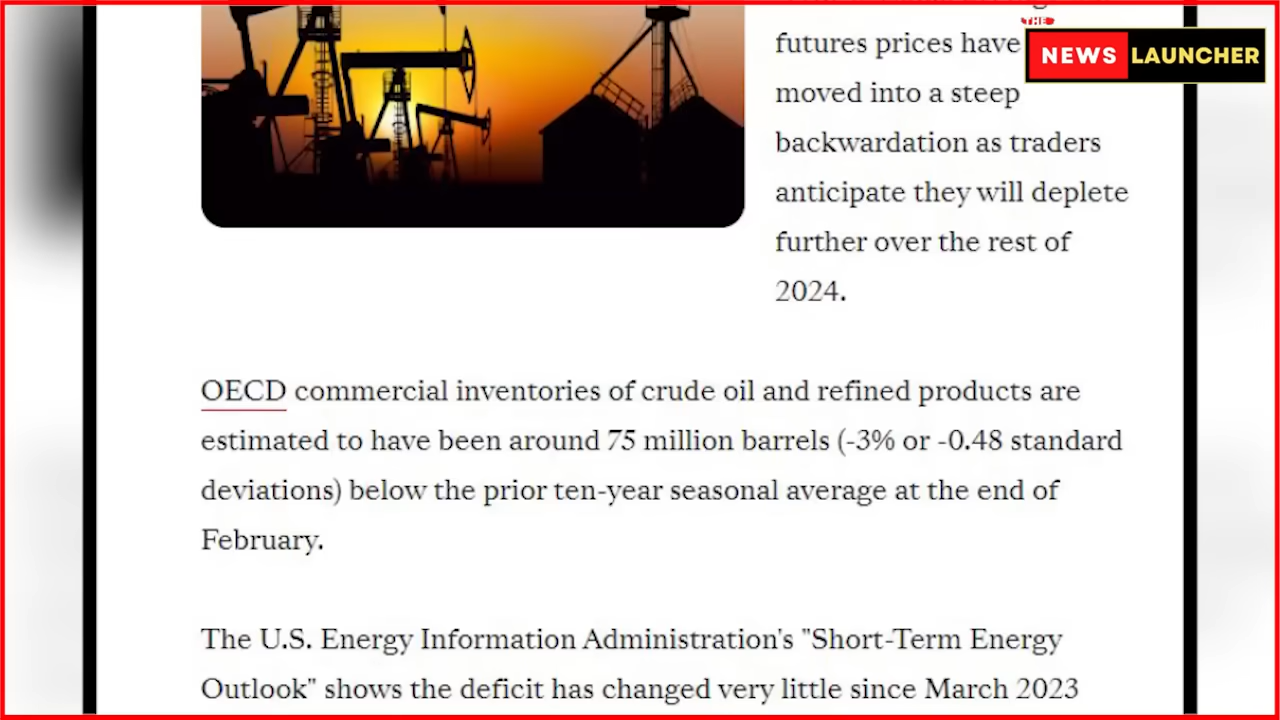 THE
NEWS LAUNCHER
futures prices have
moved into a steep
backwardation as traders
anticipate they will deplete
further over the rest of
2024.
OECD commercial inventories of crude oil and refined products are
estimated to have been around 75 million barrels (-3% or -0.48 standard
deviations) below the prior ten-year seasonal average at the end of
February.
The U.S. Energy Information Administration's "Short-Term Energy
Outlook" shows the deficit has changed very little since March 2023